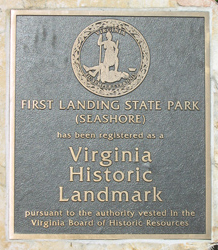 FIRST LANDING STATE PARK
(SEASHORE)
has been registered as a
Virginia
Historic
Landmark
pursuant to the authority vested in the
Virginia Board of Historic Resources